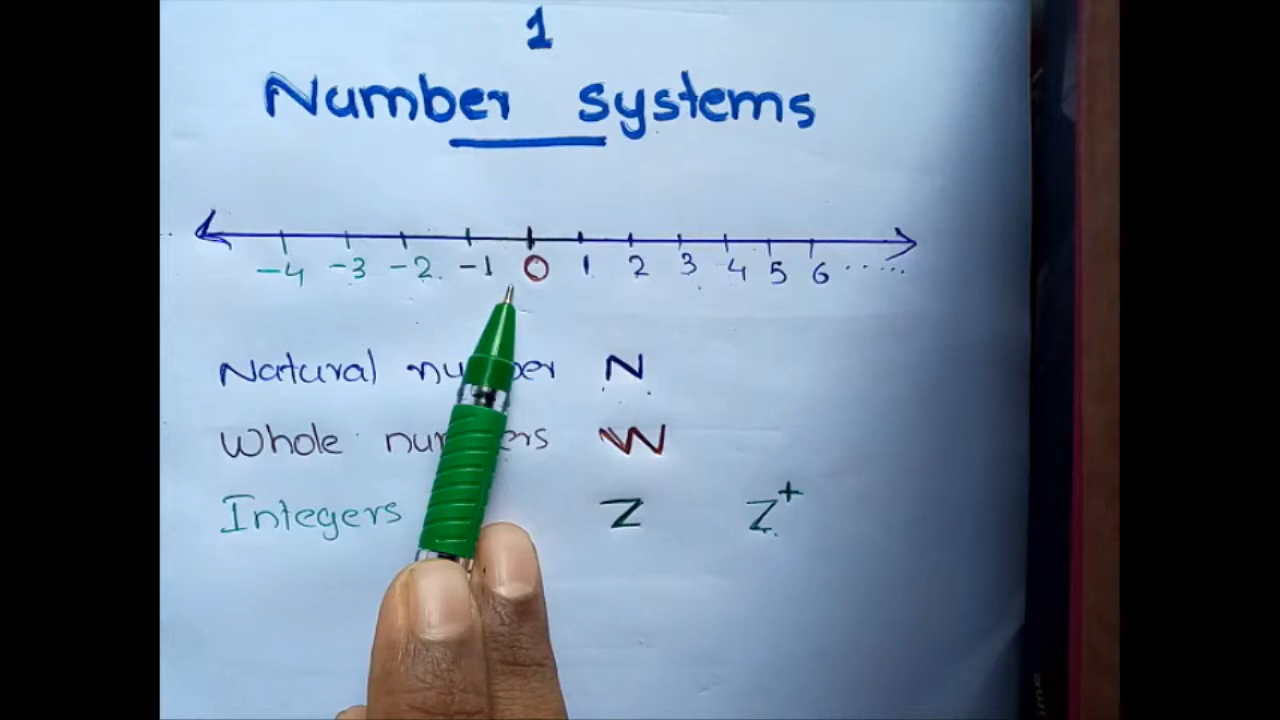 1
Number systems
-4 -3 -2 -1 0 1 2 3 4 5 6 ......
Natural N
Whole W
Integers Z Z+